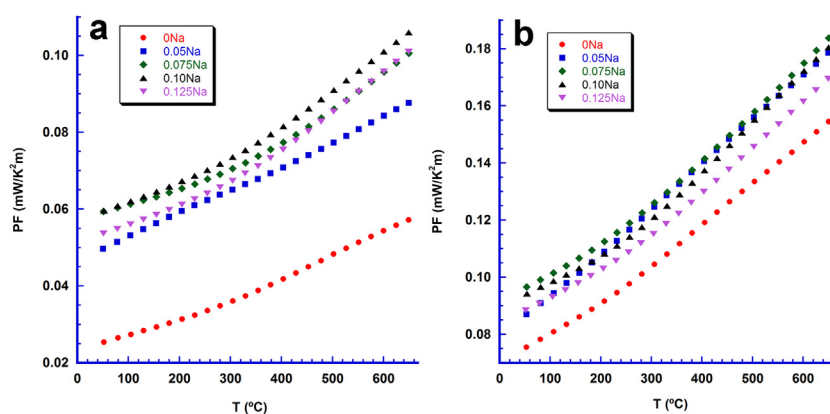 a
0Na
0.05Na
0.075Na
0.10Na
0.125Na
0.10
0.08
0.06
0.04
0.02
PF (mW/K²m)
0 100 200 300 400 500 600
T (ºC)
b
0Na
0.05Na
0.075Na
0.10Na
0.125Na
0.18
0.16
0.14
0.12
0.10
0.08
PF (mW/K²m)
0 100 200 300 400 500 600
T (ºC)